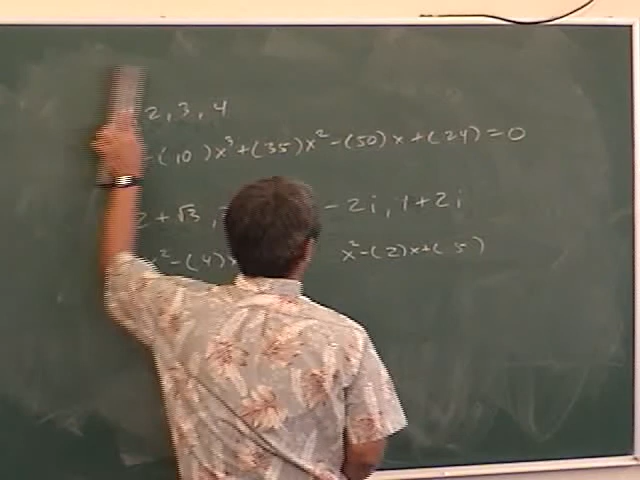 2, 3, 4
-(10)x³+(35)x²-(50)x+(24)=0
2+√3, -2i, 1+2i
x²-(4)x x²-(2)x+(5)